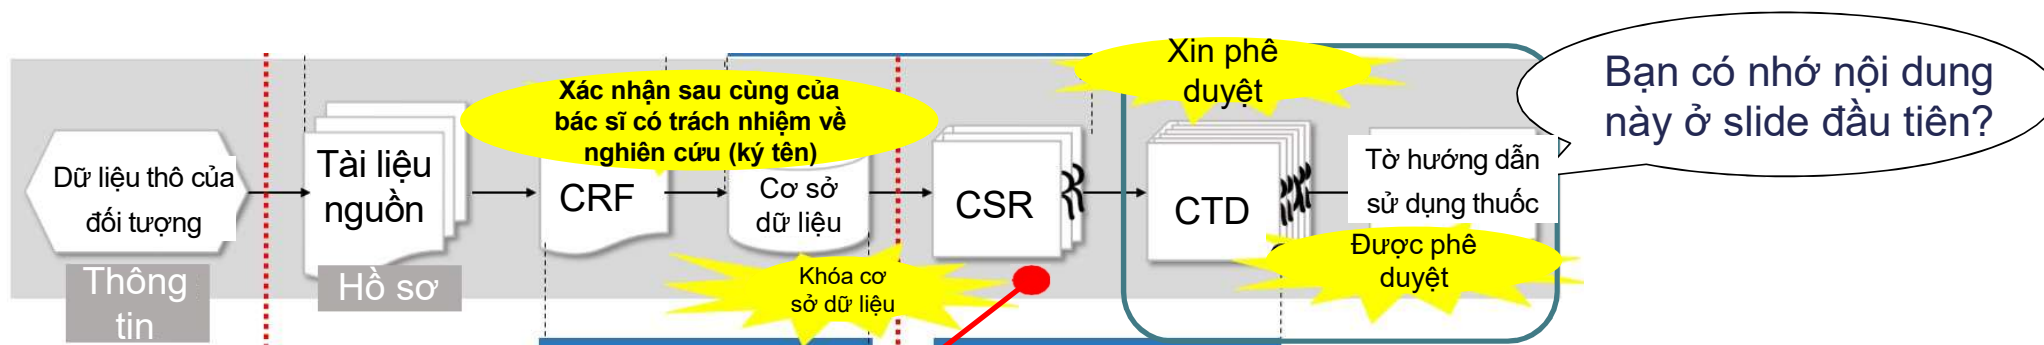 Dữ liệu thô của
đối tượng
Thông
tin
Tài liệu
nguồn
Hồ sơ
Xác nhận sau cùng của
bác sĩ có trách nhiệm về
nghiên cứu (ký tên)
CRF
Cơ sở
dữ liệu
Khóa cơ
sở dữ liệu
CSR
Xin phê
duyệt
CTD
Tờ hướng dẫn
sử dụng thuốc
Được phê
duyệt
Bạn có nhớ nội dung
này ở slide đầu tiên?